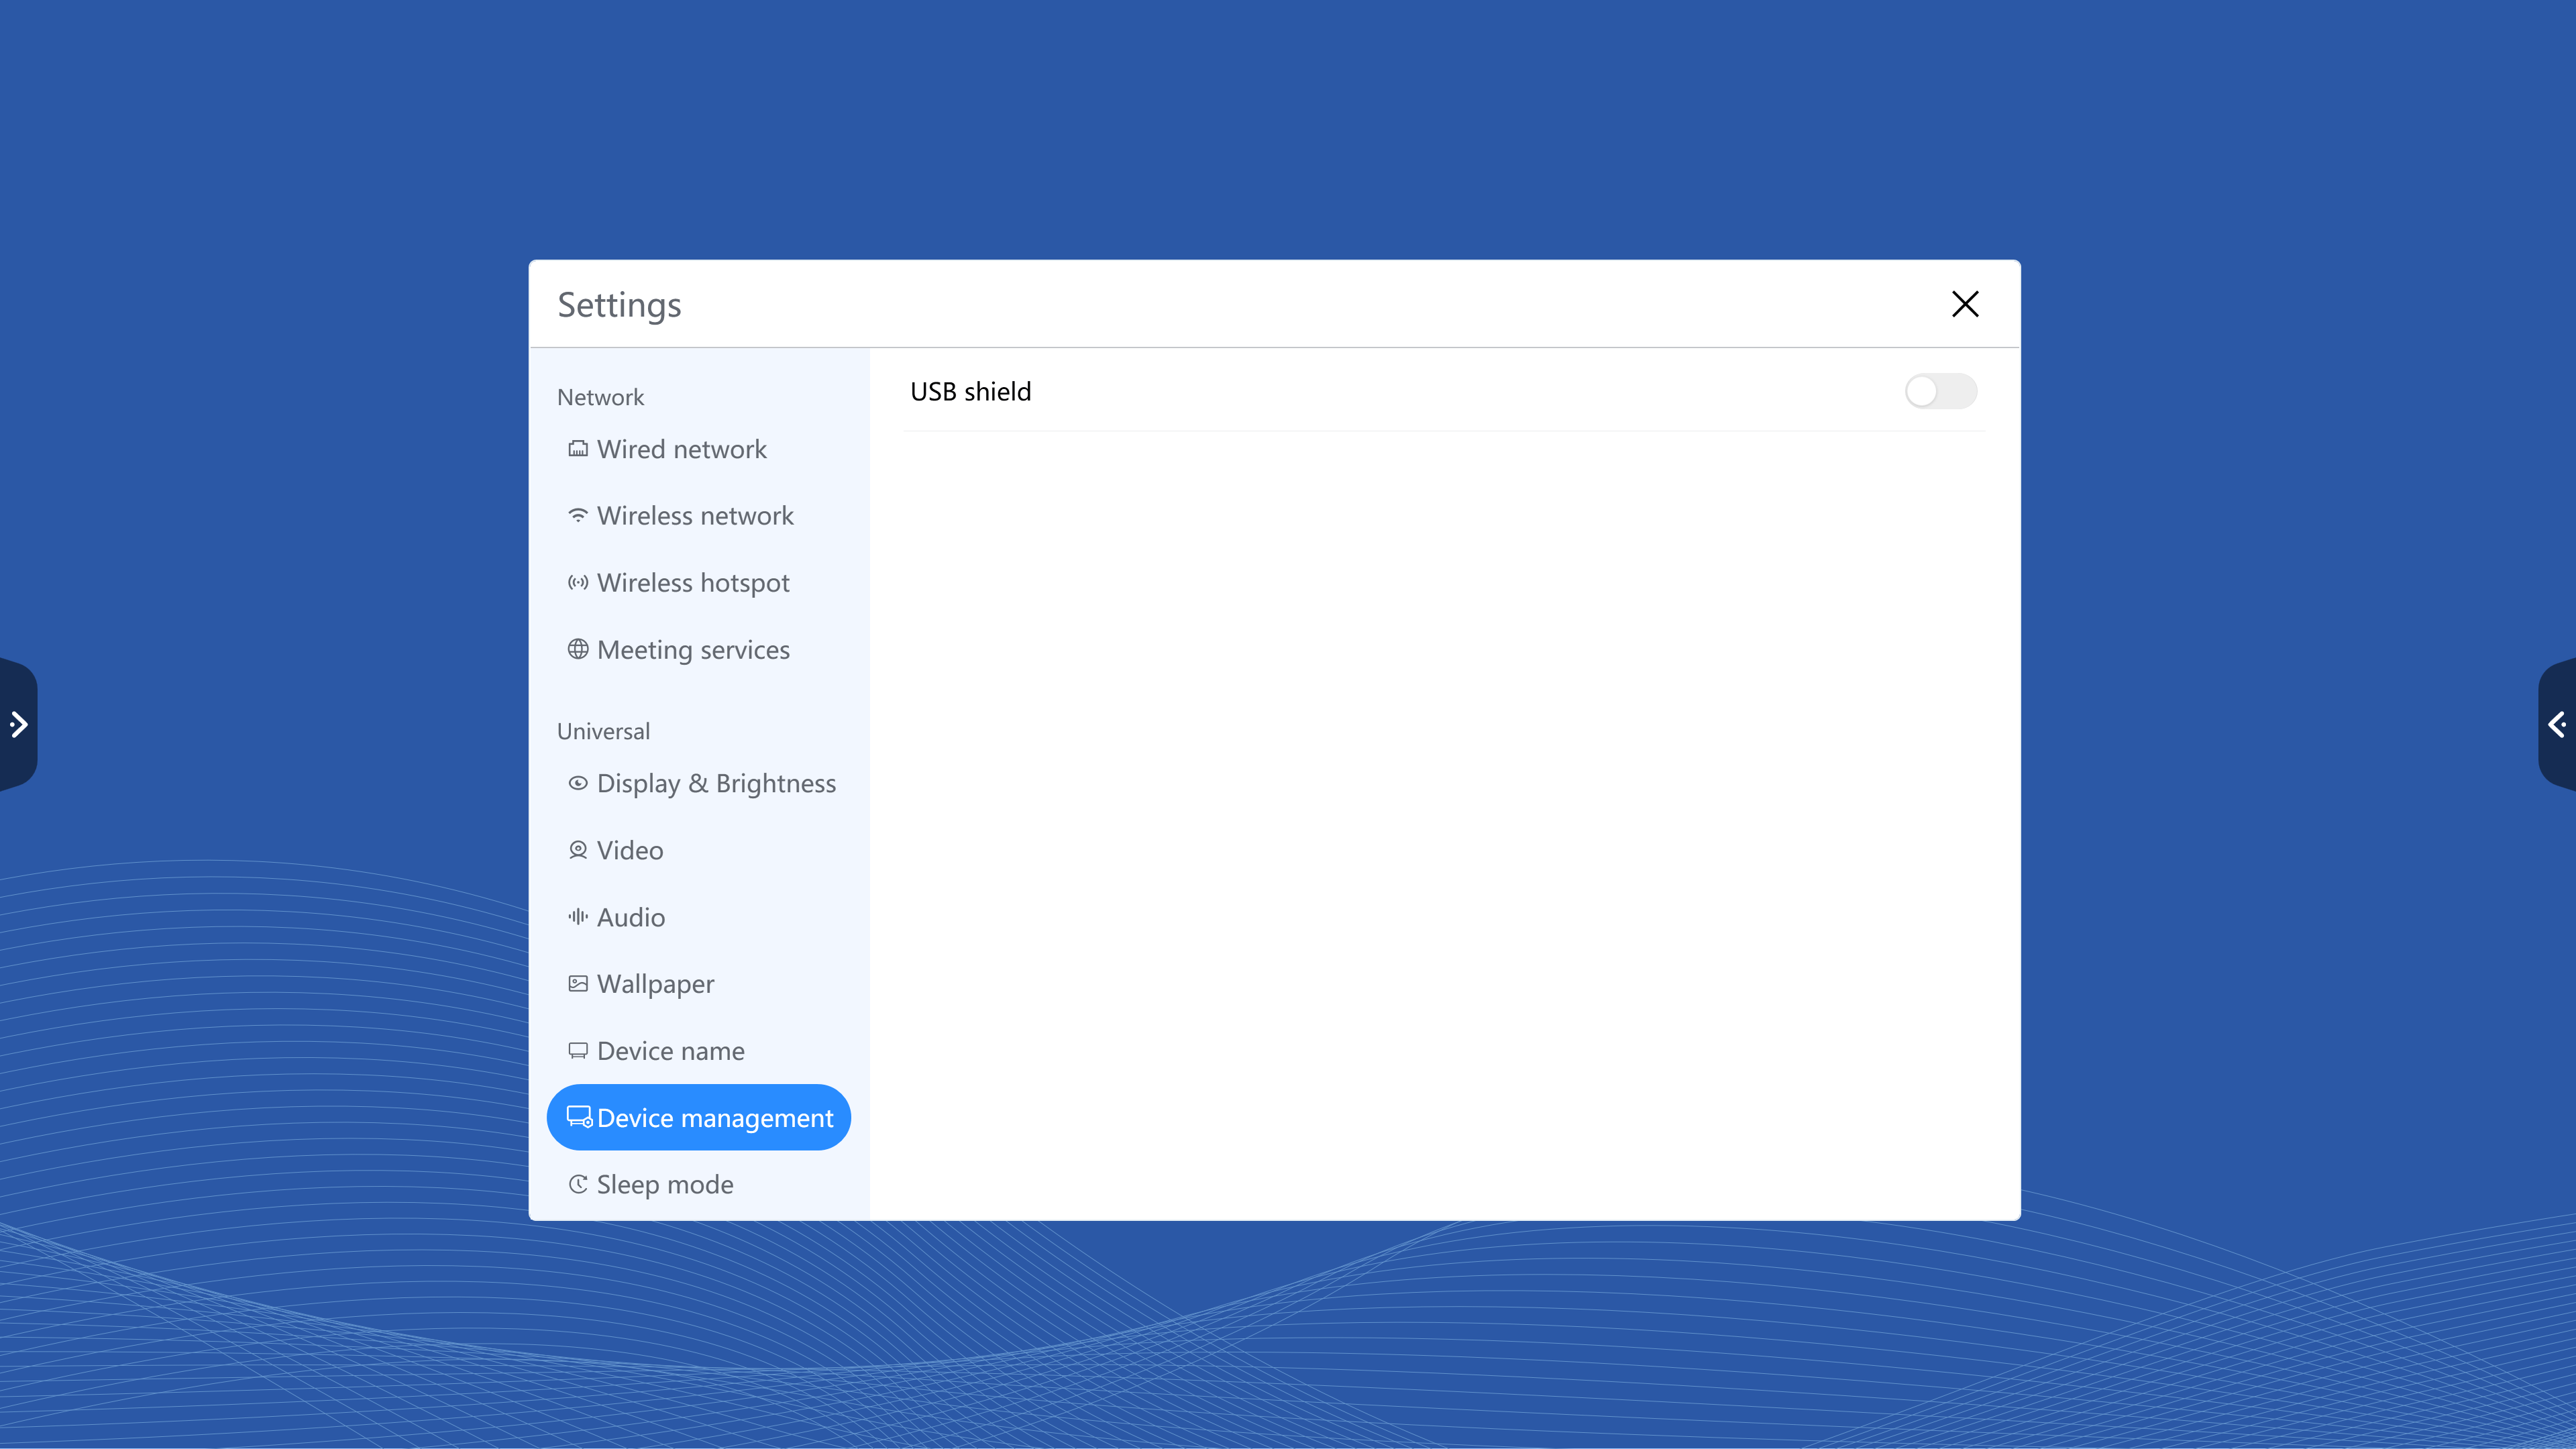 Settings
Network
Wired network
Wireless network
Wireless hotspot
Meeting services
Universal
Display & Brightness
Video
Audio
Wallpaper
Device name
Device management
Sleep mode
USB shield